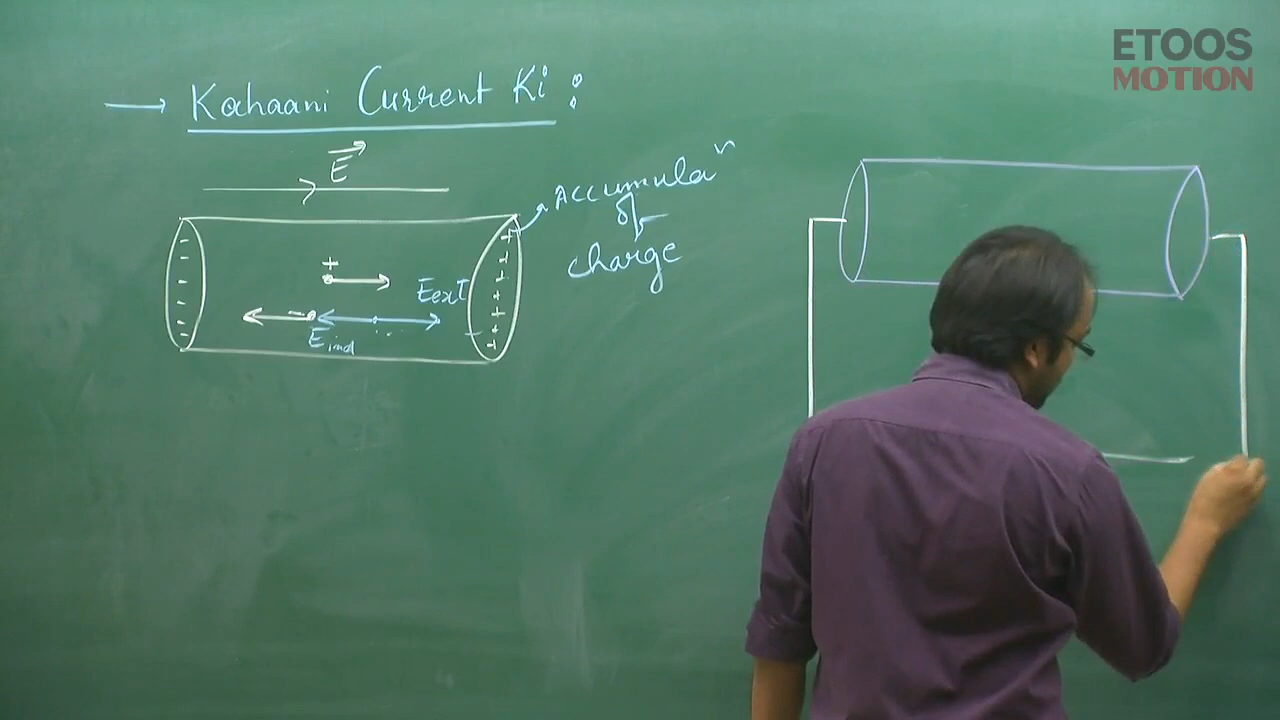 ETOOS
MOTION
→ Kahaani Current Ki :
E
Accumulaⁿ
of
charge
- - - - - -
+ + + + + + +
+
Eext
-
Eind